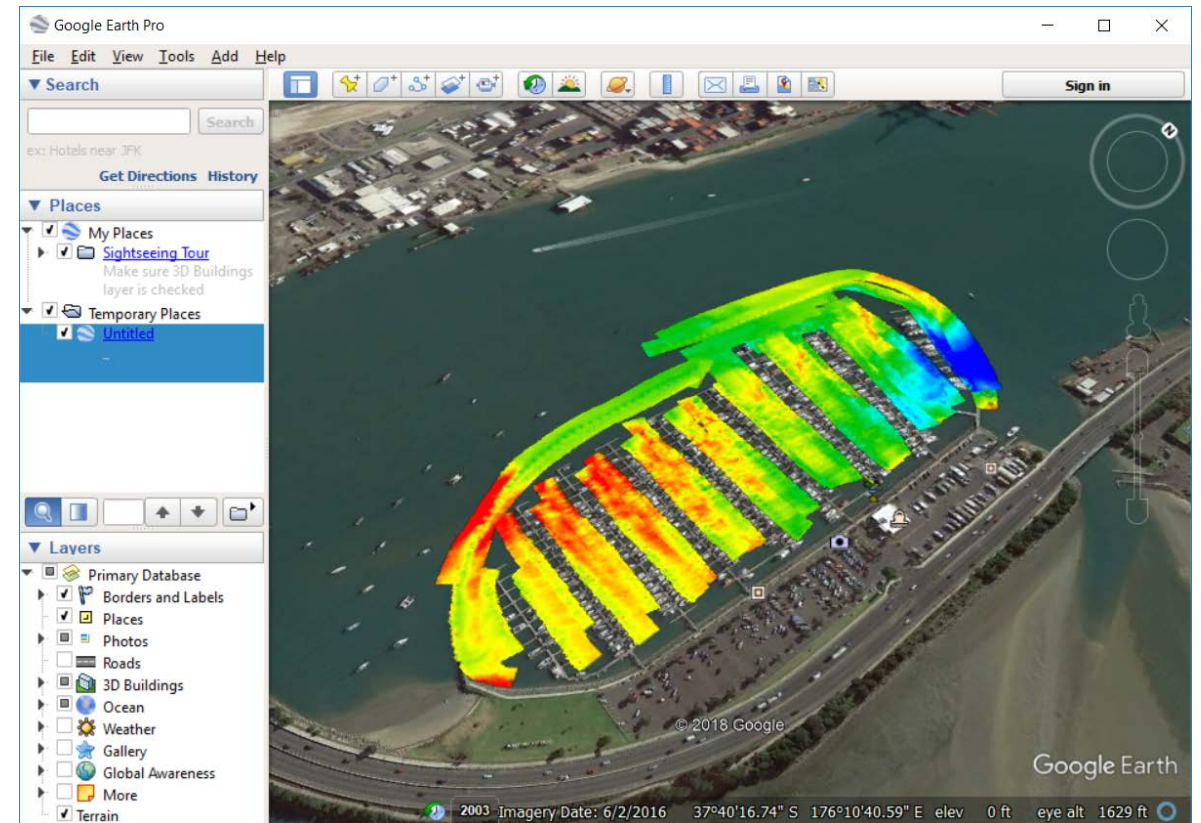 Google Earth Pro
File Edit View Tools Add Help
Search
Sign in
Search
ex: Hotels near JFK
Get Directions History
Places
My Places
Sightseeing Tour
Make sure 3D Buildings
layer is checked
Temporary Places
Untitled
Layers
Primary Database
Borders and Labels
Places
Photos
Roads
3D Buildings
Ocean
Weather
Gallery
Global Awareness
More
Terrain
N
© 2018 Google
Google Earth
2003 Imagery Date: 6/2/2016 37°40'16.74" S 176°10'40.59" E elev 0 ft eye alt 1629 ft